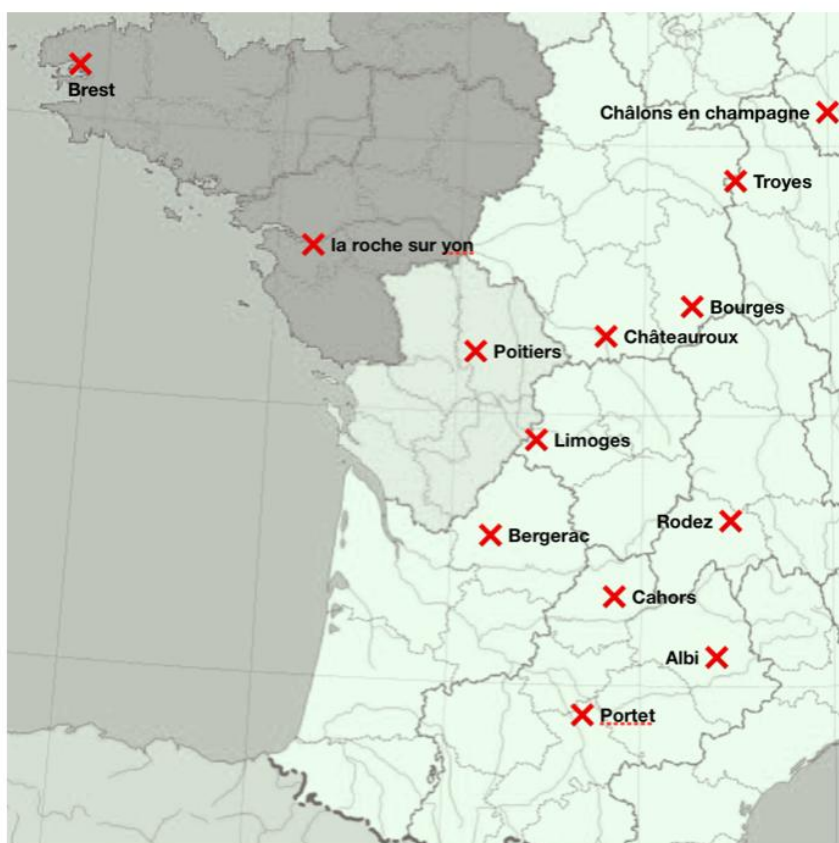 Brest
Châlons en champagne
Troyes
la roche sur yon
Bourges
Châteauroux
Poitiers
Limoges
Rodez
Bergerac
Cahors
Albi
Portet